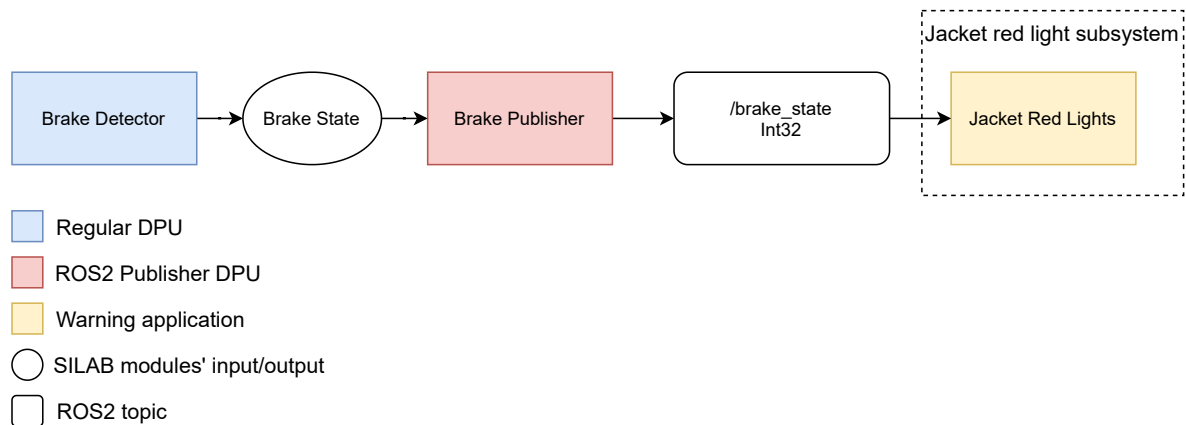 Jacket red light subsystem
Brake Detector
Brake State
Brake Publisher
/brake_state
Int32
Jacket Red Lights
Regular DPU
ROS2 Publisher DPU
Warning application
SILAB modules' input/output
ROS2 topic